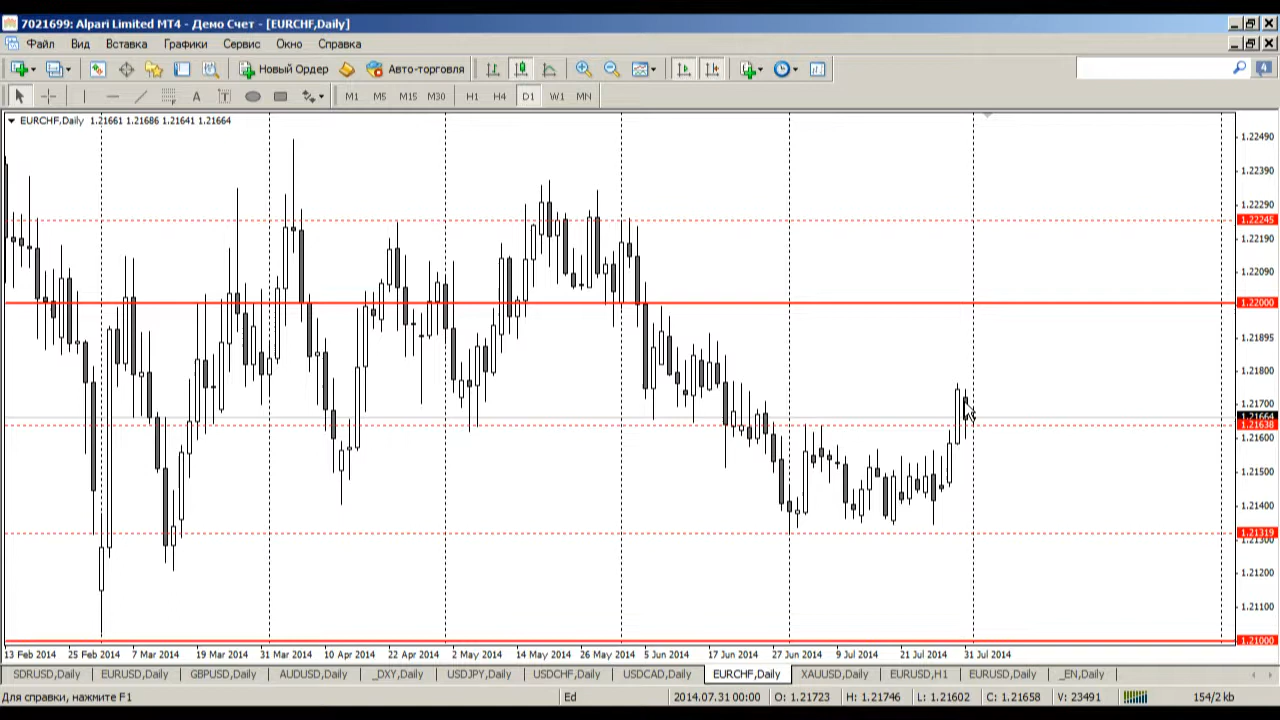 7021699: Alpari Limited MT4 - Демо Счет - [EURCHF,Daily]
Файл Вид Вставка Графики Сервис Окно Справка
Новый Ордер Авто-торговля
A T M1 M5 M15 M30 H1 H4 D1 W1 MN
EURCHF,Daily 1.21661 1.21686 1.21641 1.21664
1.22490
1.22390
1.22290
1.22245
1.22190
1.22090
1.22000
1.21895
1.21800
1.21700
1.21664
1.21638
1.21600
1.21500
1.21400
1.21319
1.21300
1.21200
1.21100
1.21000
13 Feb 2014 25 Feb 2014 7 Mar 2014 19 Mar 2014 31 Mar 2014 10 Apr 2014 22 Apr 2014 2 May 2014 14 May 2014 26 May 2014 5 Jun 2014 17 Jun 2014 27 Jun 2014 9 Jul 2014 21 Jul 2014 31 Jul 2014
SDRUSD,Daily EURUSD,Daily GBPUSD,Daily AUDUSD,Daily _DXY,Daily USDJPY,Daily USDCHF,Daily USDCAD,Daily EURCHF,Daily XAUUSD,Daily EURUSD,H1 EURUSD,Daily _EN,Daily
Для справки, нажмите F1 Ed 2014.07.31 00:00 O: 1.21723 H: 1.21746 L: 1.21602 C: 1.21658 V: 23491 154/2 kb